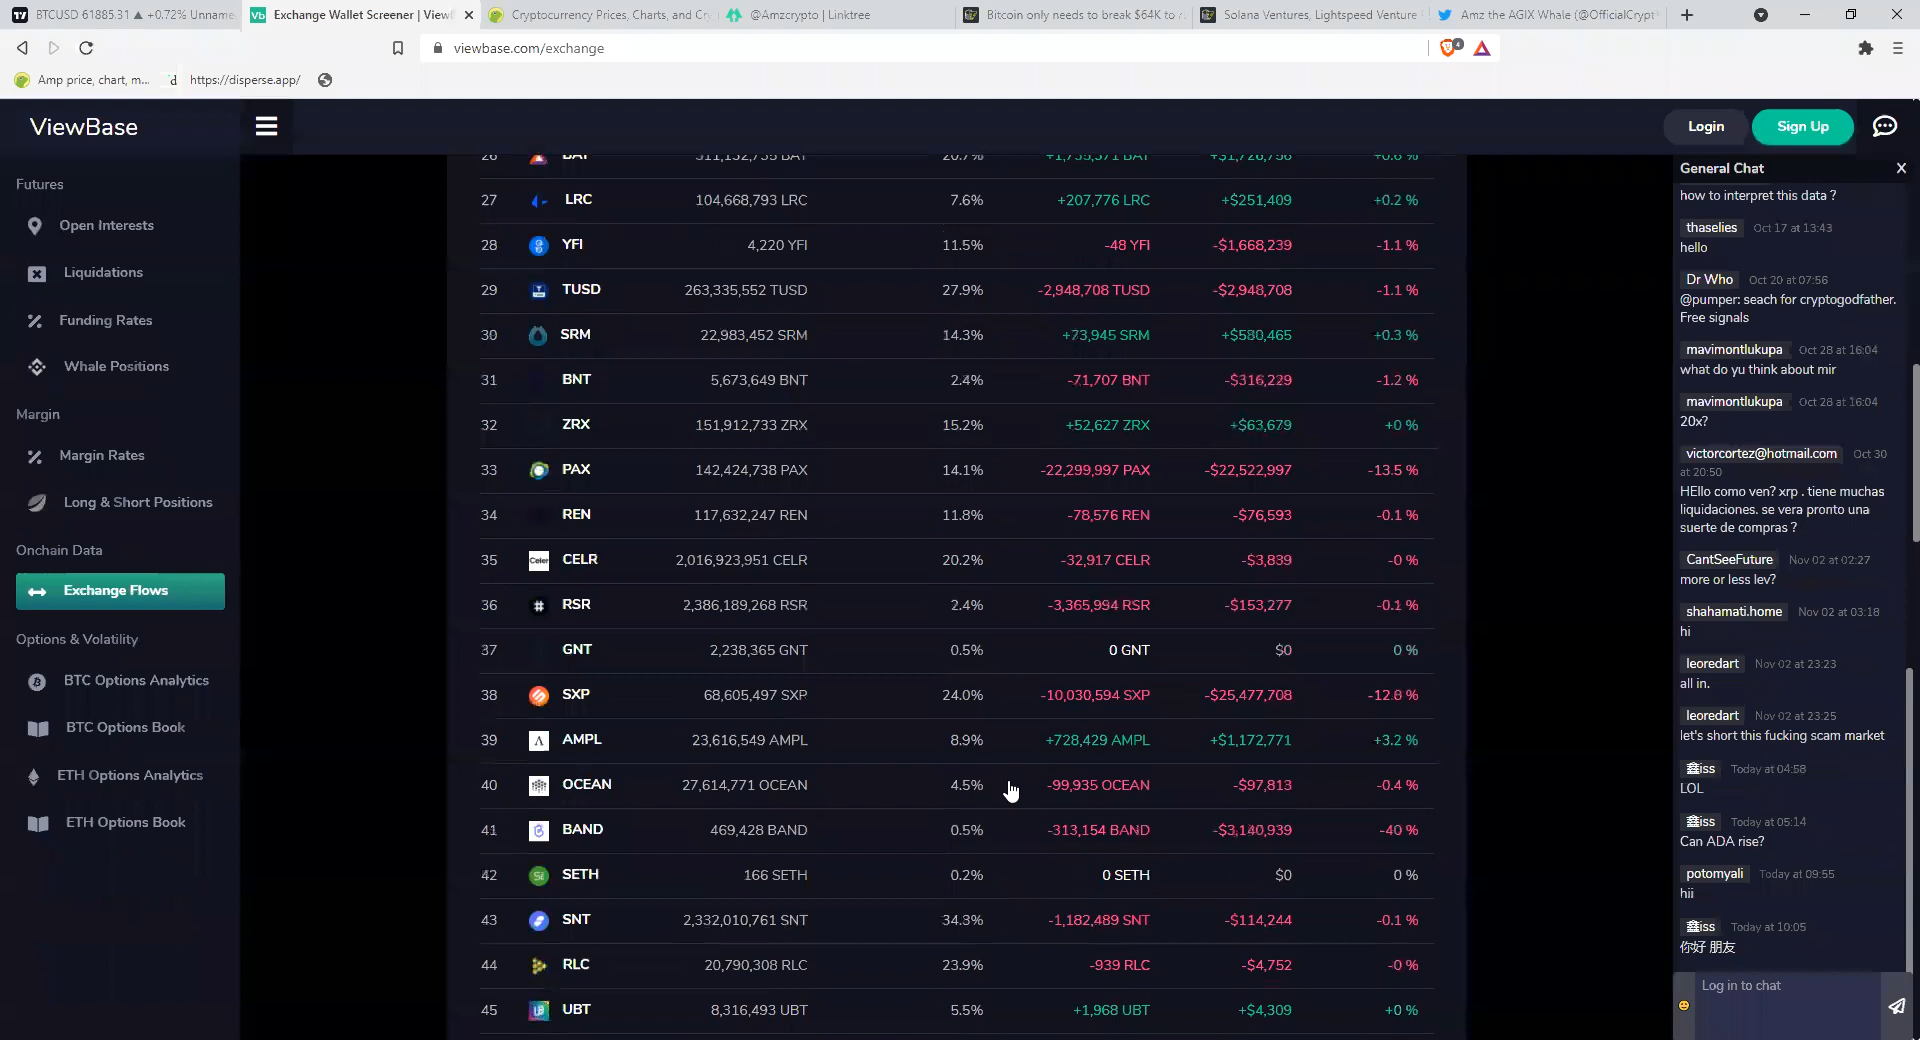 BTCUSD 61885.31 ▲ +0.72% Unname
Exchange Wallet Screener | View
Cryptocurrency Prices, Charts, and Cry
@Amzcrypto | Linktree
Bitcoin only needs to break $64K to r
Solana Ventures, Lightspeed Venture
Amz the AGIX Whale (@OfficialCrypt
viewbase.com/exchange
4
Amp price, chart, m...
d
https://disperse.app/
ViewBase
Login
Sign Up
Futures
Open Interests
Liquidations
Funding Rates
Whale Positions
Margin
Margin Rates
Long & Short Positions
Onchain Data
Exchange Flows
Options & Volatility
BTC Options Analytics
BTC Options Book
ETH Options Analytics
ETH Options Book
26 BAT 311,132,735 BAT 20.7% +1,735,371 BAT +$1,726,756 +0.6 %
27 LRC 104,668,793 LRC 7.6% +207,776 LRC +$251,409 +0.2 %
28 YFI 4,220 YFI 11.5% -48 YFI -$1,668,239 -1.1 %
29 TUSD 263,335,552 TUSD 27.9% -2,948,708 TUSD -$2,948,708 -1.1 %
30 SRM 22,983,452 SRM 14.3% +73,945 SRM +$580,465 +0.3 %
31 BNT 5,673,649 BNT 2.4% -71,707 BNT -$316,229 -1.2 %
32 ZRX 151,912,733 ZRX 15.2% +52,627 ZRX +$63,679 +0 %
33 PAX 142,424,738 PAX 14.1% -22,299,997 PAX -$22,522,997 -13.5 %
34 REN 117,632,247 REN 11.8% -78,576 REN -$76,593 -0.1 %
35 CELR 2,016,923,951 CELR 20.2% -32,917 CELR -$3,839 -0 %
36 RSR 2,386,189,268 RSR 2.4% -3,365,994 RSR -$153,277 -0.1 %
37 GNT 2,238,365 GNT 0.5% 0 GNT $0 0 %
38 SXP 68,605,497 SXP 24.0% -10,030,594 SXP -$25,477,708 -12.8 %
39 AMPL 23,616,549 AMPL 8.9% +728,429 AMPL +$1,172,771 +3.2 %
40 OCEAN 27,614,771 OCEAN 4.5% -99,935 OCEAN -$97,813 -0.4 %
41 BAND 469,428 BAND 0.5% -313,154 BAND -$3,140,939 -40 %
42 SETH 166 SETH 0.2% 0 SETH $0 0 %
43 SNT 2,332,010,761 SNT 34.3% -1,182,489 SNT -$114,244 -0.1 %
44 RLC 20,790,308 RLC 23.9% -939 RLC -$4,752 -0 %
45 UBT 8,316,493 UBT 5.5% +1,968 UBT +$4,309 +0 %
General Chat X
how to interpret this data ?
thaselies Oct 17 at 13:43
hello
Dr Who Oct 20 at 07:56
@pumper: seach for cryptogodfather.
Free signals
mavimontlukupa Oct 28 at 16:04
what do yu think about mir
mavimontlukupa Oct 28 at 16:04
20x?
victorcortez@hotmail.com Oct 30
at 20:50
HEllo como ven? xrp . tiene muchas
liquidaciones. se vera pronto una
suerte de compras ?
CantSeeFuture Nov 02 at 02:27
more or less lev?
shahamati.home Nov 02 at 03:18
hi
leoredart Nov 02 at 23:23
all in.
leoredart Nov 02 at 23:25
let's short this fucking scam market
iss Today at 04:58
LOL
iss Today at 05:14
Can ADA rise?
potomyali Today at 09:55
hii
iss Today at 10:05
你好 朋友
Log in to chat